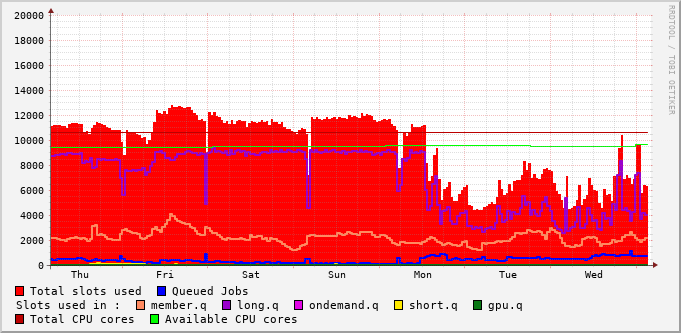 20000
18000
16000
14000
12000
10000
8000
6000
4000
2000
0
Thu Fri Sat Sun Mon Tue Wed
Total slots used Queued Jobs
Slots used in : member.q long.q ondemand.q short.q gpu.q
Total CPU cores Available CPU cores
RRDTOOL / TOBI OETIKER